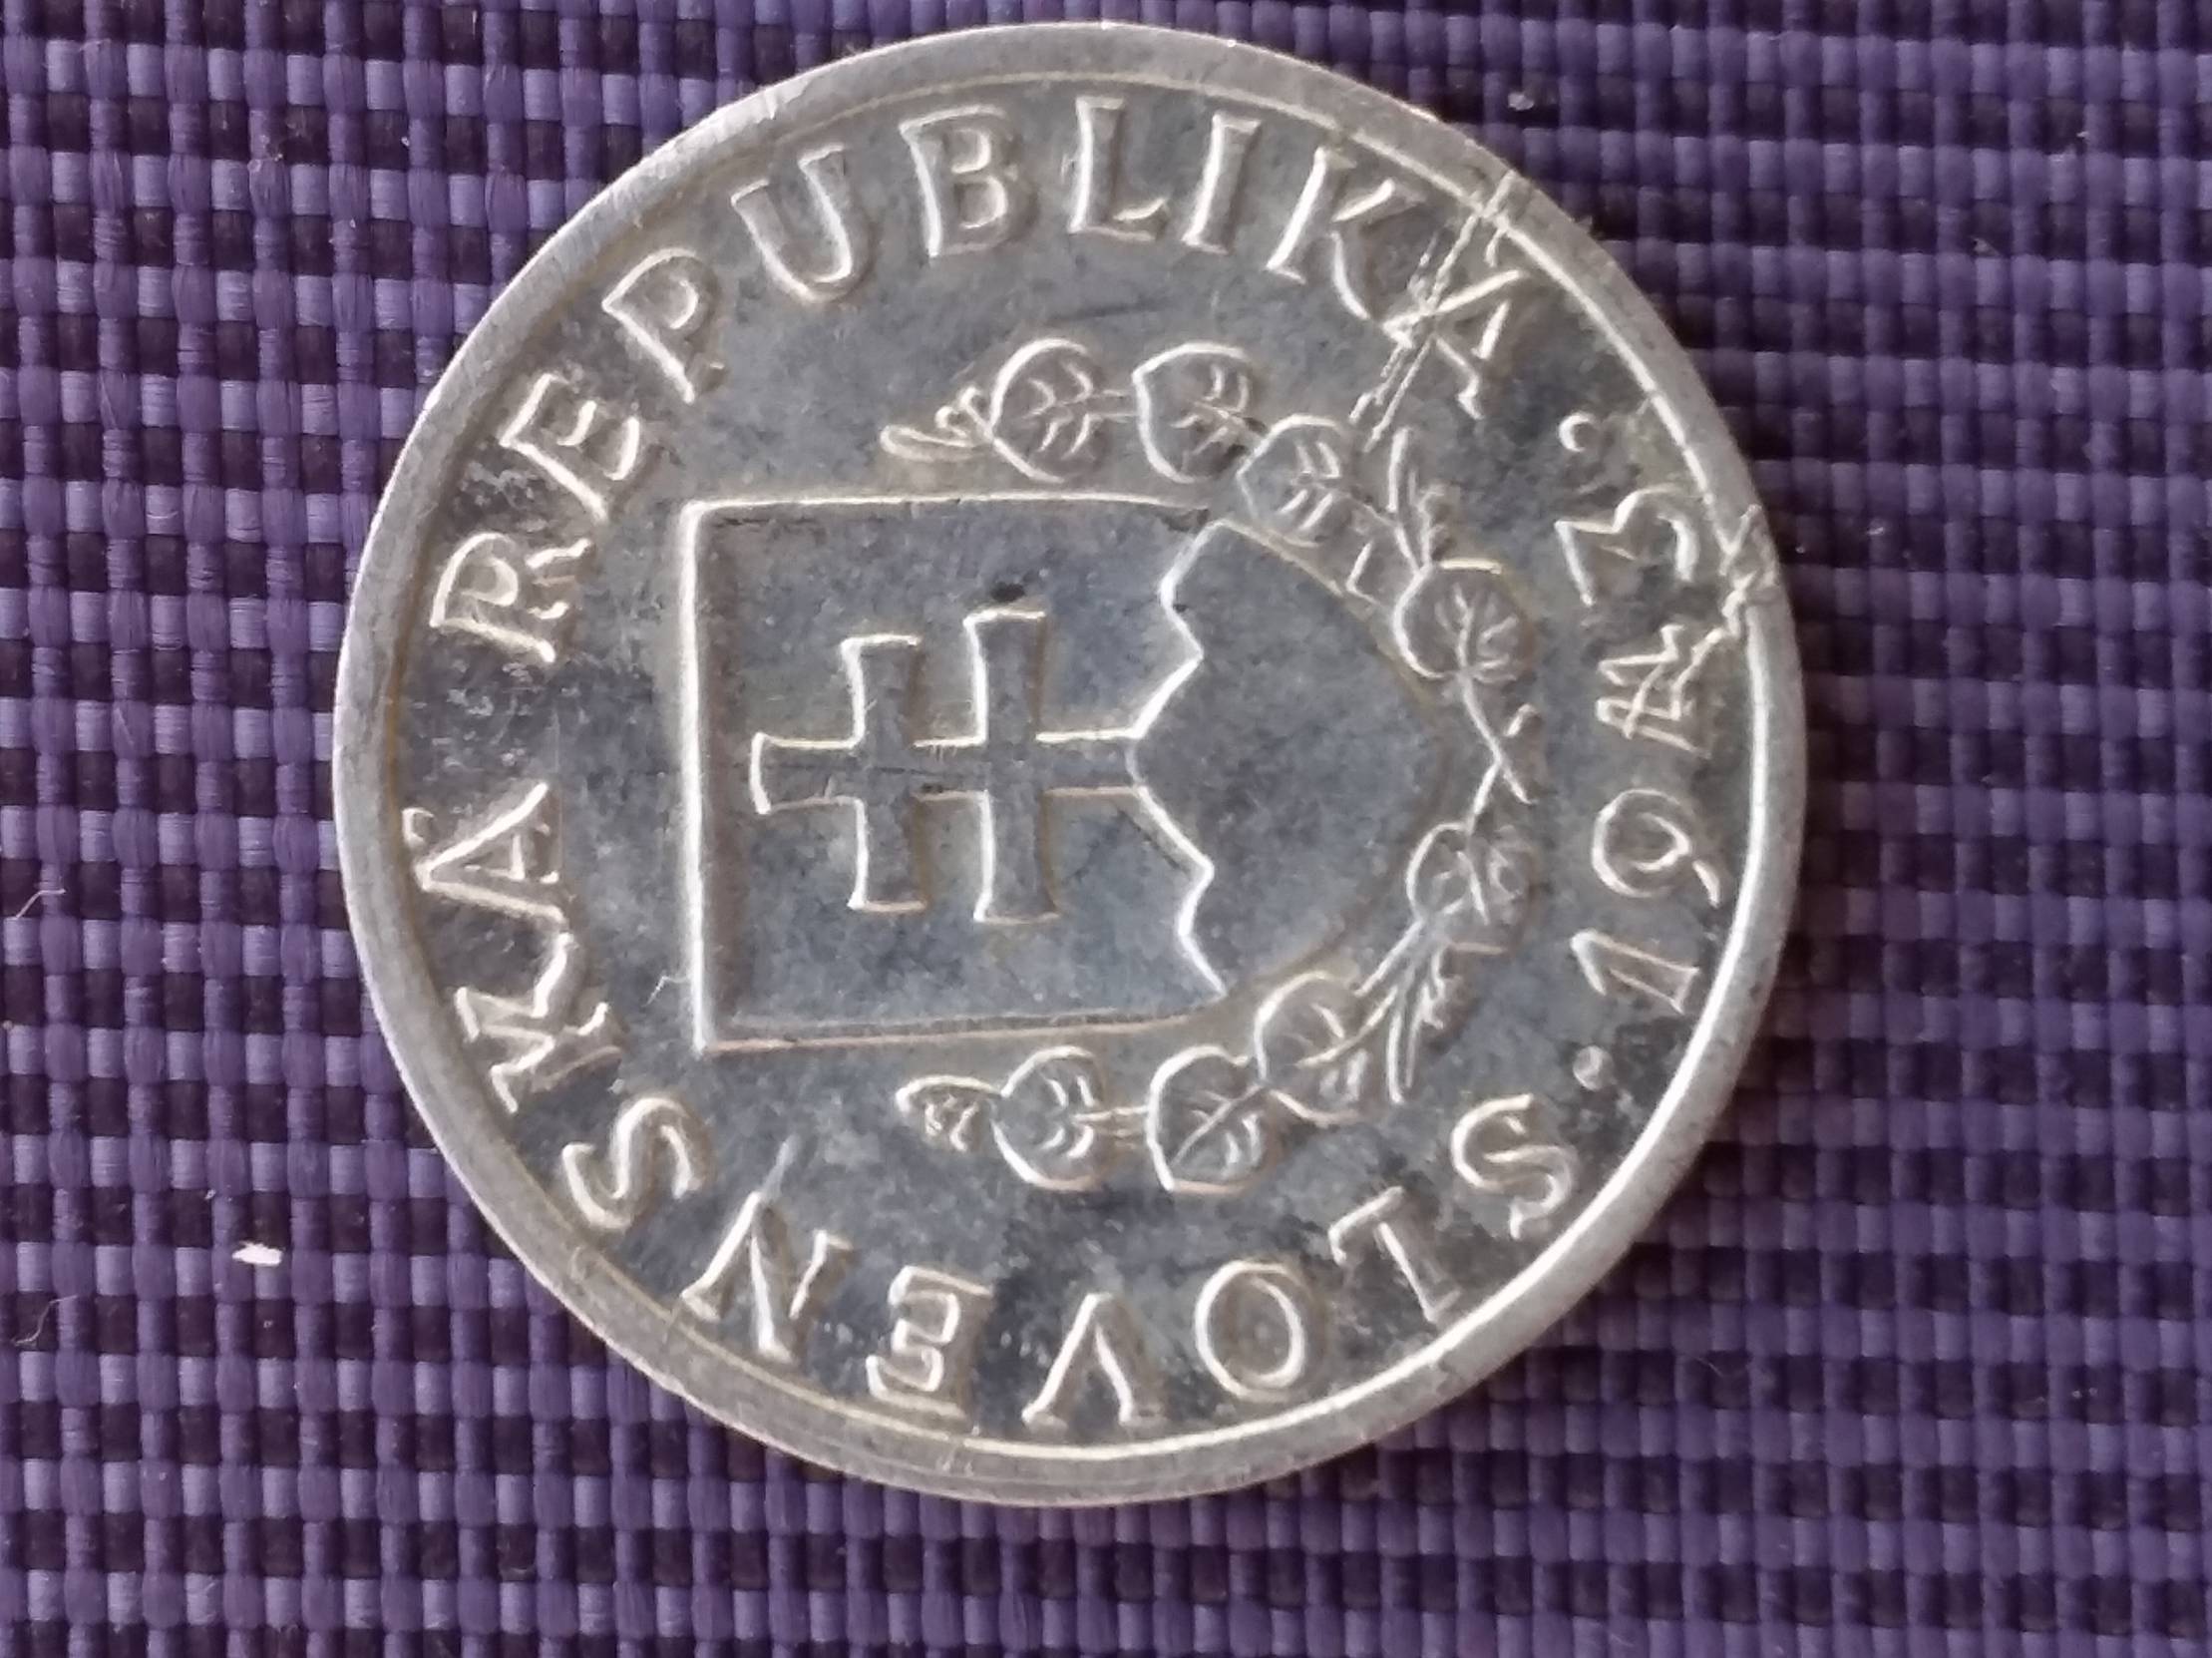 SLOVENSKÁ REPUBLIKA
· 1943 ·